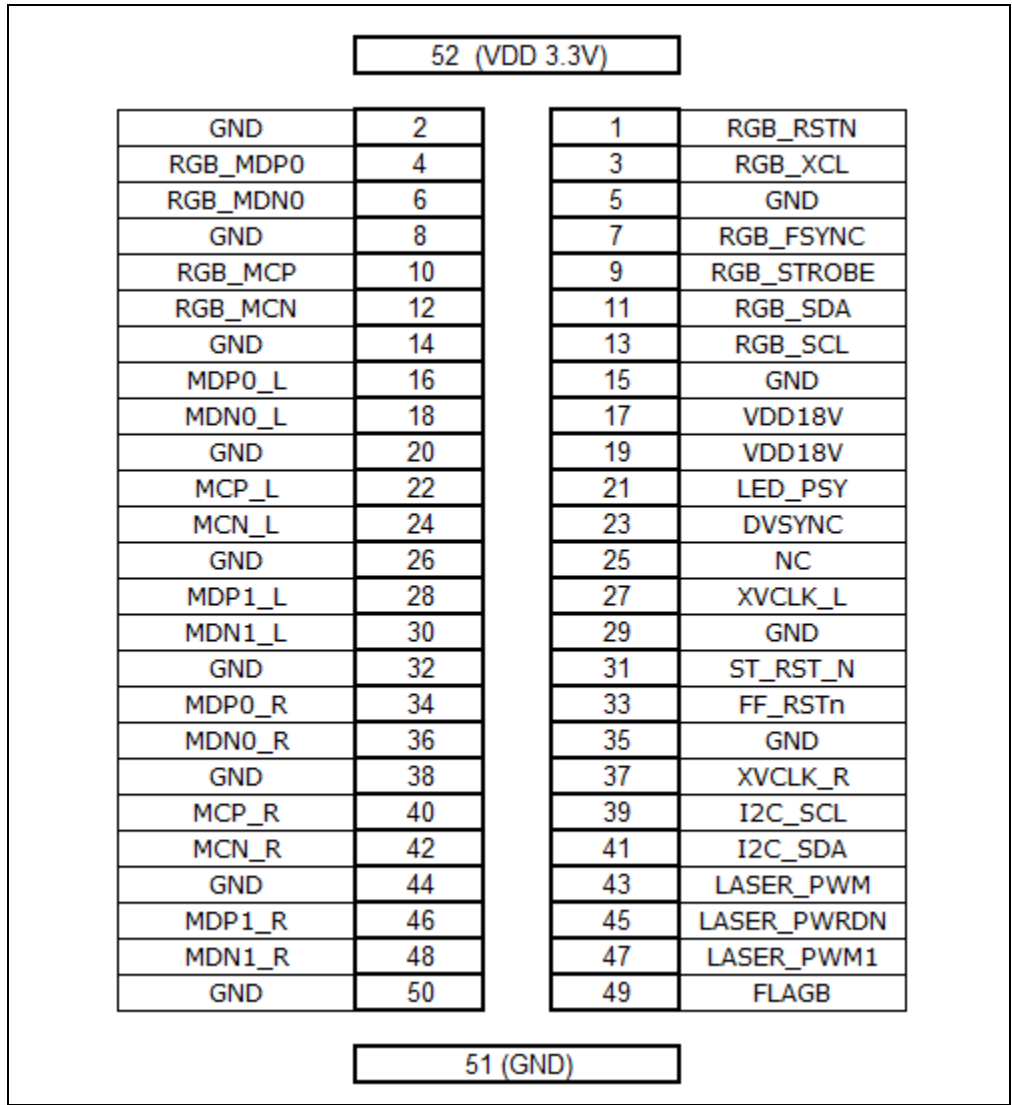 52 (VDD 3.3V)
GND 2 1 RGB_RSTN
RGB_MDP0 4 3 RGB_XCL
RGB_MDN0 6 5 GND
GND 8 7 RGB_FSYNC
RGB_MCP 10 9 RGB_STROBE
RGB_MCN 12 11 RGB_SDA
GND 14 13 RGB_SCL
MDP0_L 16 15 GND
MDN0_L 18 17 VDD18V
GND 20 19 VDD18V
MCP_L 22 21 LED_PSY
MCN_L 24 23 DVSYNC
GND 26 25 NC
MDP1_L 28 27 XVCLK_L
MDN1_L 30 29 GND
GND 32 31 ST_RST_N
MDP0_R 34 33 FF_RSTn
MDN0_R 36 35 GND
GND 38 37 XVCLK_R
MCP_R 40 39 I2C_SCL
MCN_R 42 41 I2C_SDA
GND 44 43 LASER_PWM
MDP1_R 46 45 LASER_PWRDN
MDN1_R 48 47 LASER_PWM1
GND 50 49 FLAGB
51 (GND)